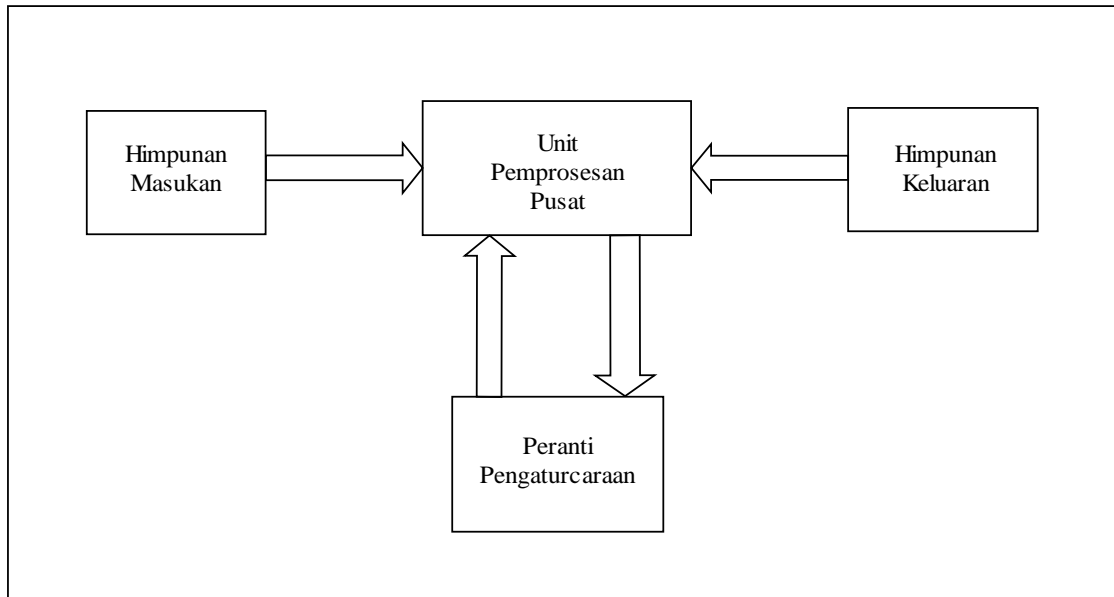 Himpunan
Masukan
Unit
Pemprosesan
Pusat
Himpunan
Keluaran
Peranti
Pengaturcaraan